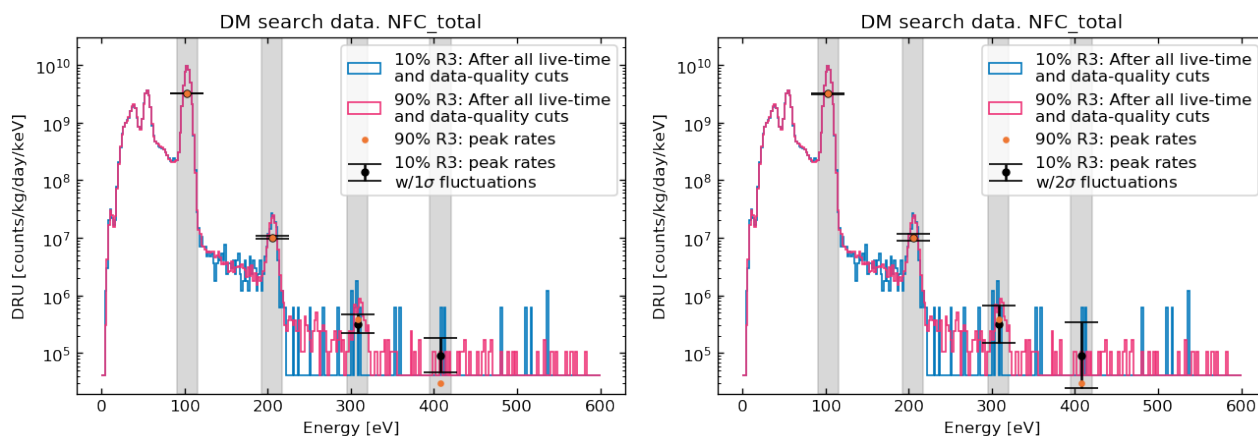 DM search data. NFC_total
10¹⁰
10⁹
10⁸
10⁷
10⁶
10⁵
DRU [counts/kg/day/keV]
10% R3: After all live-time
and data-quality cuts
90% R3: After all live-time
and data-quality cuts
90% R3: peak rates
10% R3: peak rates
w/1σ fluctuations
0 100 200 300 400 500 600
Energy [eV]
DM search data. NFC_total
10¹⁰
10⁹
10⁸
10⁷
10⁶
10⁵
DRU [counts/kg/day/keV]
10% R3: After all live-time
and data-quality cuts
90% R3: After all live-time
and data-quality cuts
90% R3: peak rates
10% R3: peak rates
w/2σ fluctuations
0 100 200 300 400 500 600
Energy [eV]